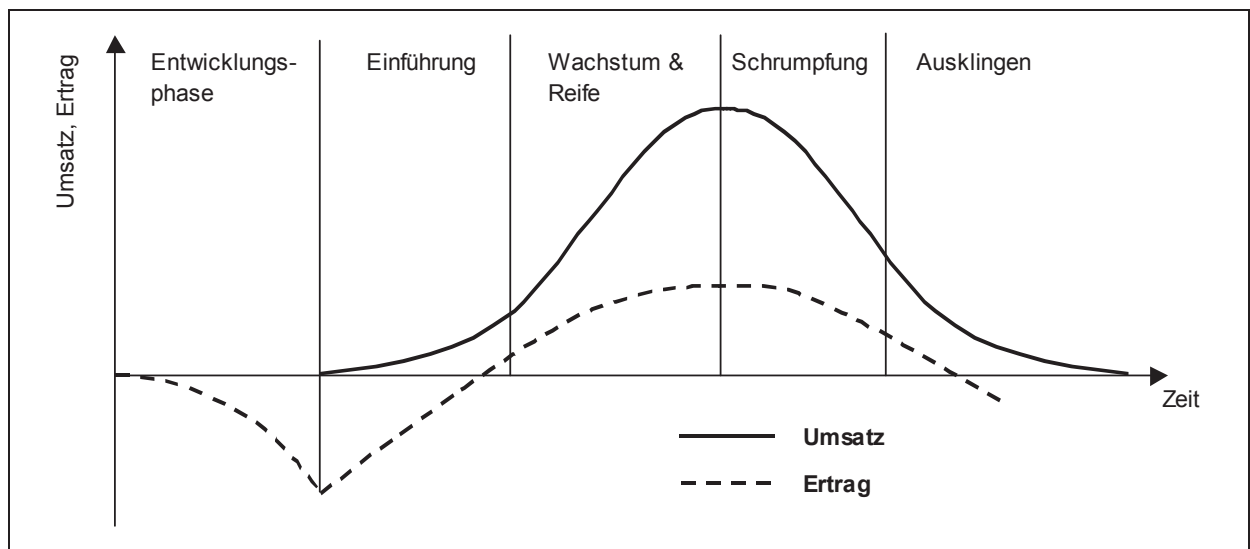 Umsatz, Ertrag
Entwicklungs-
phase
Einführung
Wachstum &
Reife
Schrumpfung
Ausklingen
Zeit
Umsatz
Ertrag